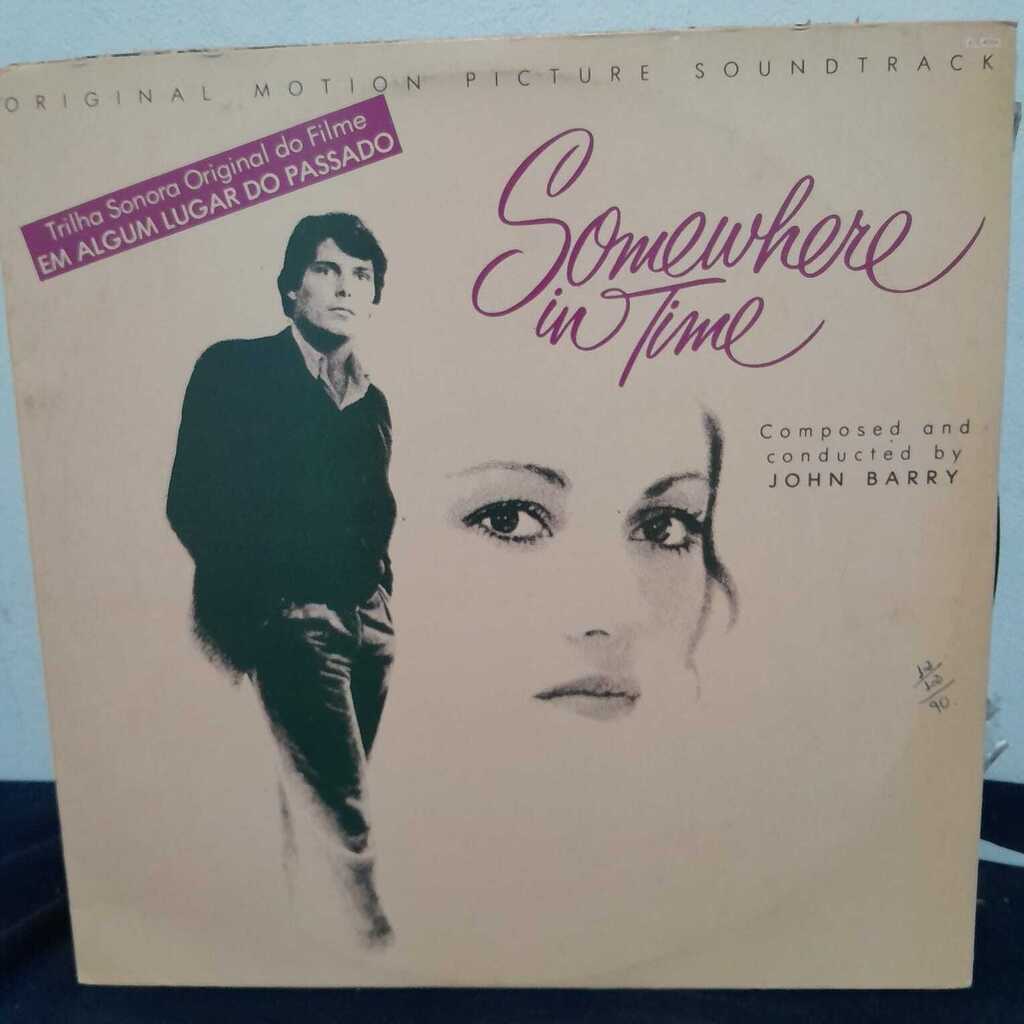 ORIGINAL MOTION PICTURE SOUNDTRACK
Trilha Sonora Original do Filme
EM ALGUM LUGAR DO PASSADO
Somewhere
in Time
Composed and
conducted by
JOHN BARRY
90